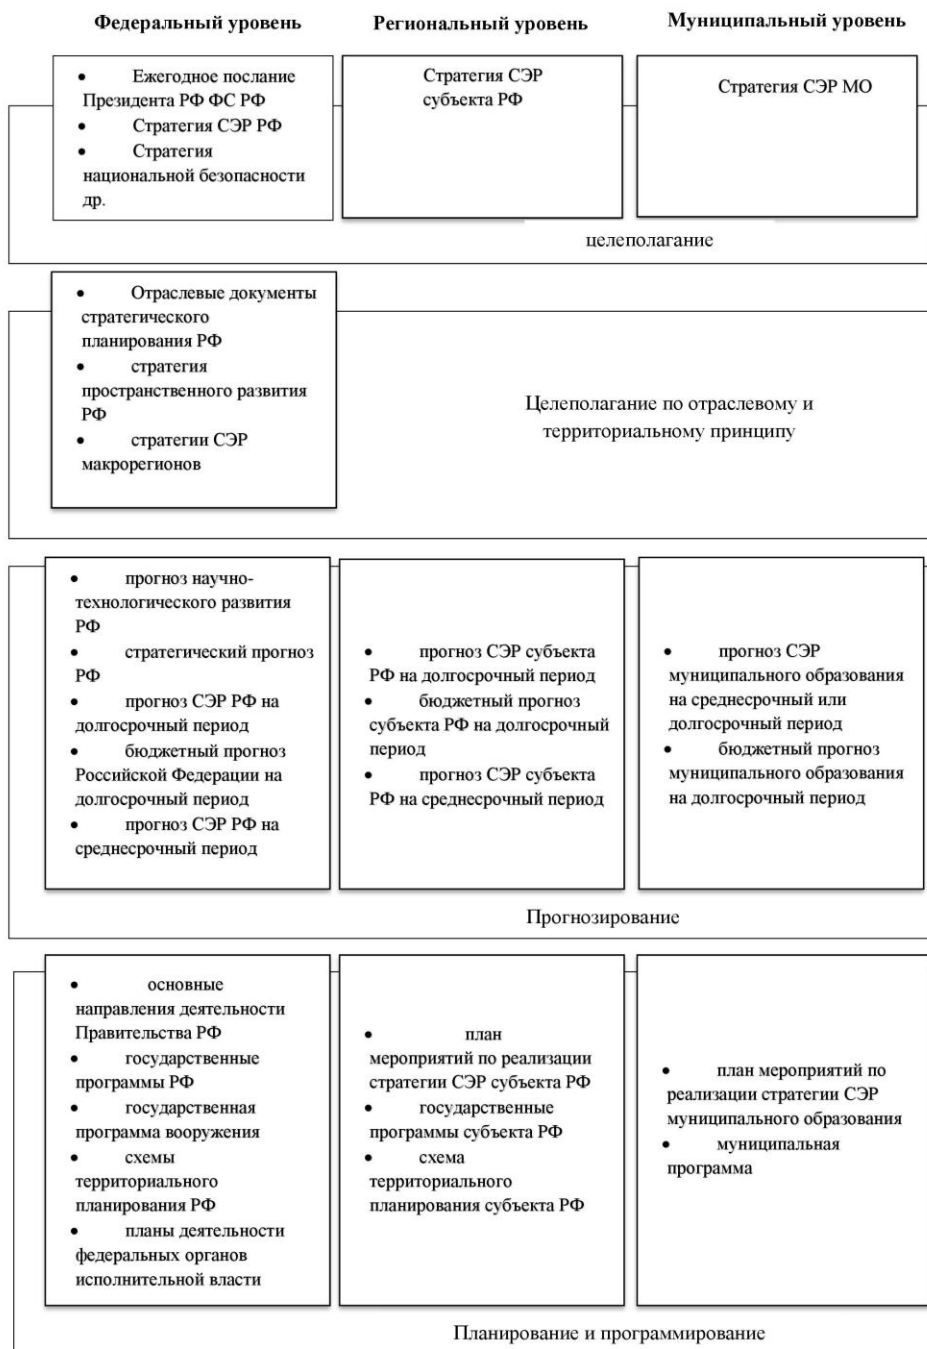 Федеральный уровень
Региональный уровень
Муниципальный уровень
• Ежегодное послание
Президента РФ ФС РФ
• Стратегия СЭР РФ
• Стратегия
национальной безопасности
др.
Стратегия СЭР
субъекта РФ
Стратегия СЭР МО
целеполагание
• Отраслевые документы
стратегического
планирования РФ
• стратегия
пространственного развития
РФ
• стратегии СЭР
макрорегионов
Целеполагание по отраслевому и
территориальному принципу
• прогноз научно-
технологического развития
РФ
• стратегический прогноз
РФ
• прогноз СЭР РФ на
долгосрочный период
• бюджетный прогноз
Российской Федерации на
долгосрочный период
• прогноз СЭР РФ на
среднесрочный период
• прогноз СЭР субъекта
РФ на долгосрочный период
• бюджетный прогноз
субъекта РФ на долгосрочный
период
• прогноз СЭР субъекта
РФ на среднесрочный период
• прогноз СЭР
муниципального образования
на среднесрочный или
долгосрочный период
• бюджетный прогноз
муниципального образования
на долгосрочный период
Прогнозирование
• основные
направления деятельности
Правительства РФ
• государственные
программы РФ
• государственная
программа вооружения
• схемы
территориального
планирования РФ
• планы деятельности
федеральных органов
исполнительной власти
• план
мероприятий по реализации
стратегии СЭР субъекта РФ
• государственные
программы субъекта РФ
• схема
территориального
планирования субъекта РФ
• план мероприятий по
реализации стратегии СЭР
муниципального образования
• муниципальная
программа
Планирование и программирование